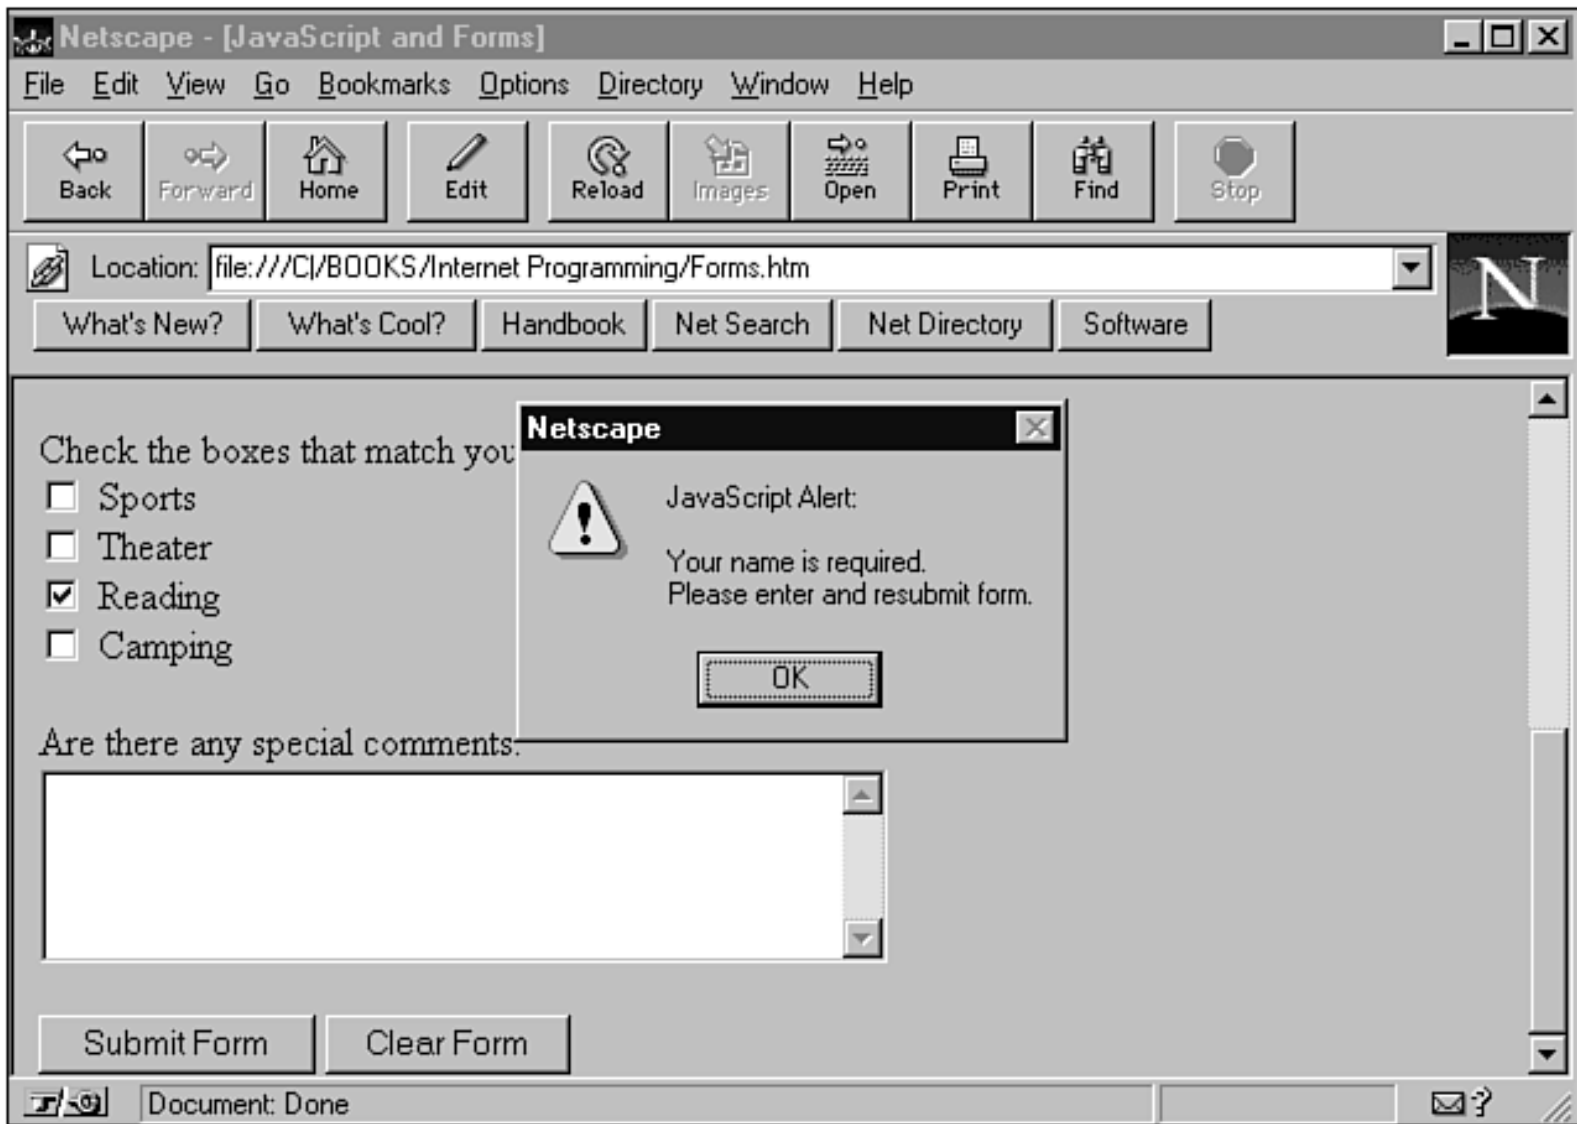 Netscape - [JavaScript and Forms]
File Edit View Go Bookmarks Options Directory Window Help
Back Forward Home Edit Reload Images Open Print Find Stop
Location: file:///C|/BOOKS/Internet Programming/Forms.htm
N
What's New? What's Cool? Handbook Net Search Net Directory Software
Netscape
Check the boxes that match you
JavaScript Alert:
Sports
Theater
Your name is required.
Reading
Please enter and resubmit form.
Camping
OK
Are there any special comments.
Submit Form Clear Form
Document: Done
?